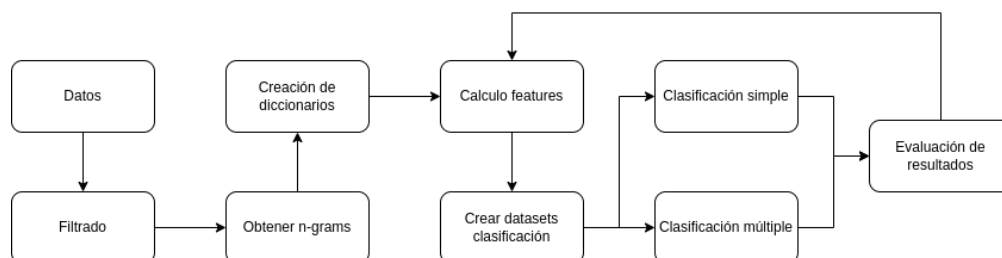 Datos
Filtrado
Obtener n-grams
Creación de
diccionarios
Calculo features
Crear datasets
clasificación
Clasificación simple
Clasificación múltiple
Evaluación de
resultados